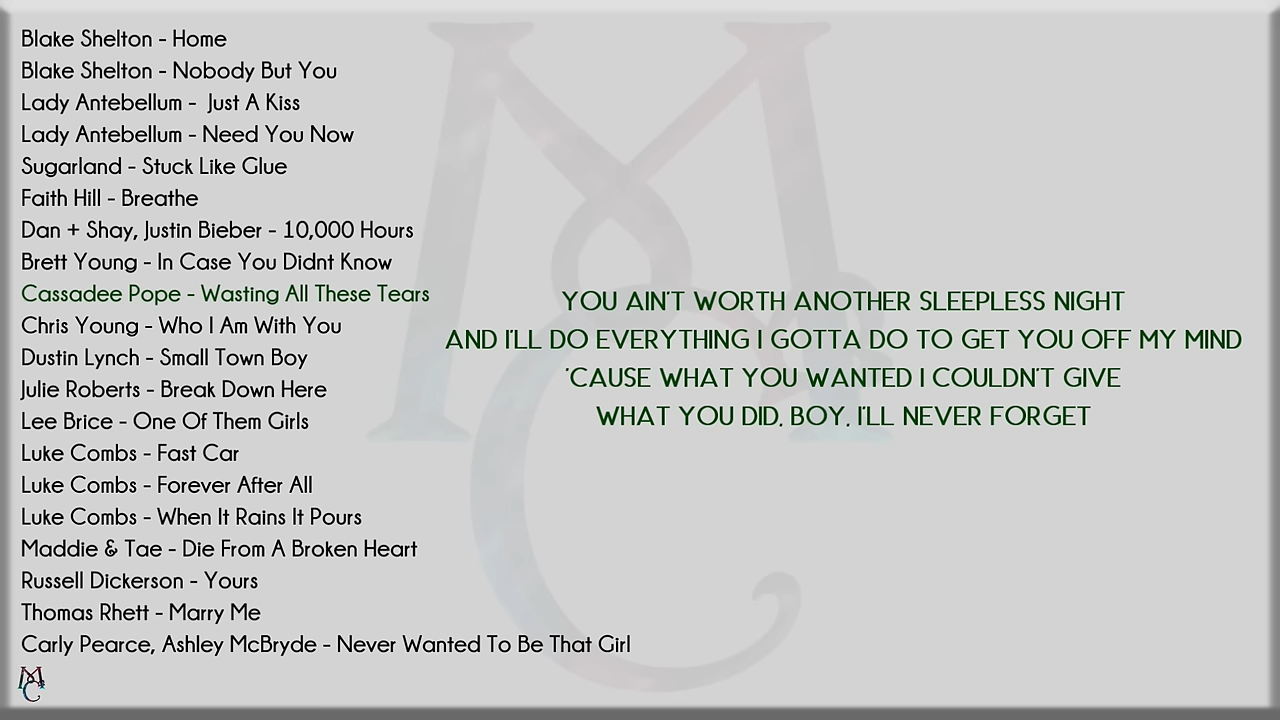 Blake Shelton - Home
Blake Shelton - Nobody But You
Lady Antebellum -  Just A Kiss
Lady Antebellum - Need You Now
Sugarland - Stuck Like Glue
Faith Hill - Breathe
Dan + Shay, Justin Bieber - 10,000 Hours
Brett Young - In Case You Didnt Know
Cassadee Pope - Wasting All These Tears
Chris Young - Who I Am With You
Dustin Lynch - Small Town Boy
Julie Roberts - Break Down Here
Lee Brice - One Of Them Girls
Luke Combs - Fast Car
Luke Combs - Forever After All
Luke Combs - When It Rains It Pours
Maddie & Tae - Die From A Broken Heart
Russell Dickerson - Yours
Thomas Rhett - Marry Me
Carly Pearce, Ashley McBryde - Never Wanted To Be That Girl
YOU AIN'T WORTH ANOTHER SLEEPLESS NIGHT
AND I'LL DO EVERYTHING I GOTTA DO TO GET YOU OFF MY MIND
'CAUSE WHAT YOU WANTED I COULDN'T GIVE
WHAT YOU DID, BOY, I'LL NEVER FORGET